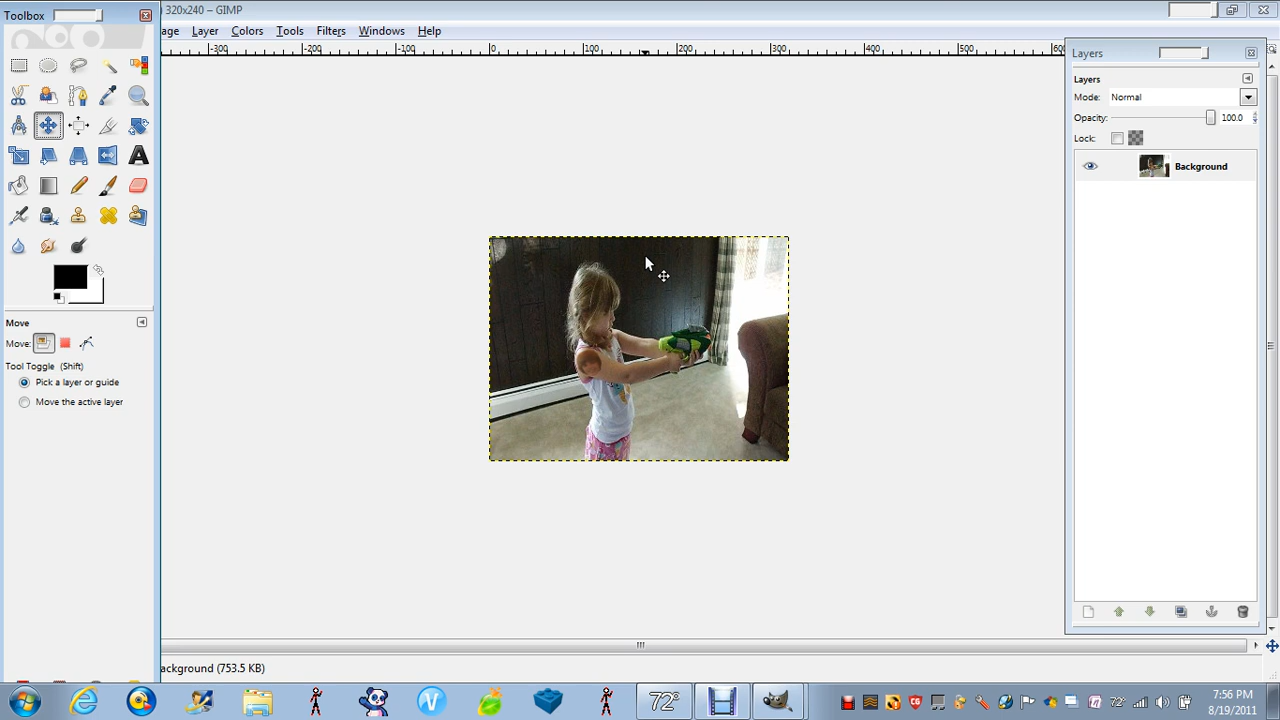 Toolbox
) 320x240 – GIMP
age Layer Colors Tools Filters Windows Help
-300 -200 -100 0 100 200 300 400 500 600
Layers
Layers
Mode: Normal
Opacity: 100.0
Lock:
Background
Move
Move:
Tool Toggle (Shift)
Pick a layer or guide
Move the active layer
ackground (753.5 KB)
72°
72°
7:56 PM
8/19/2011